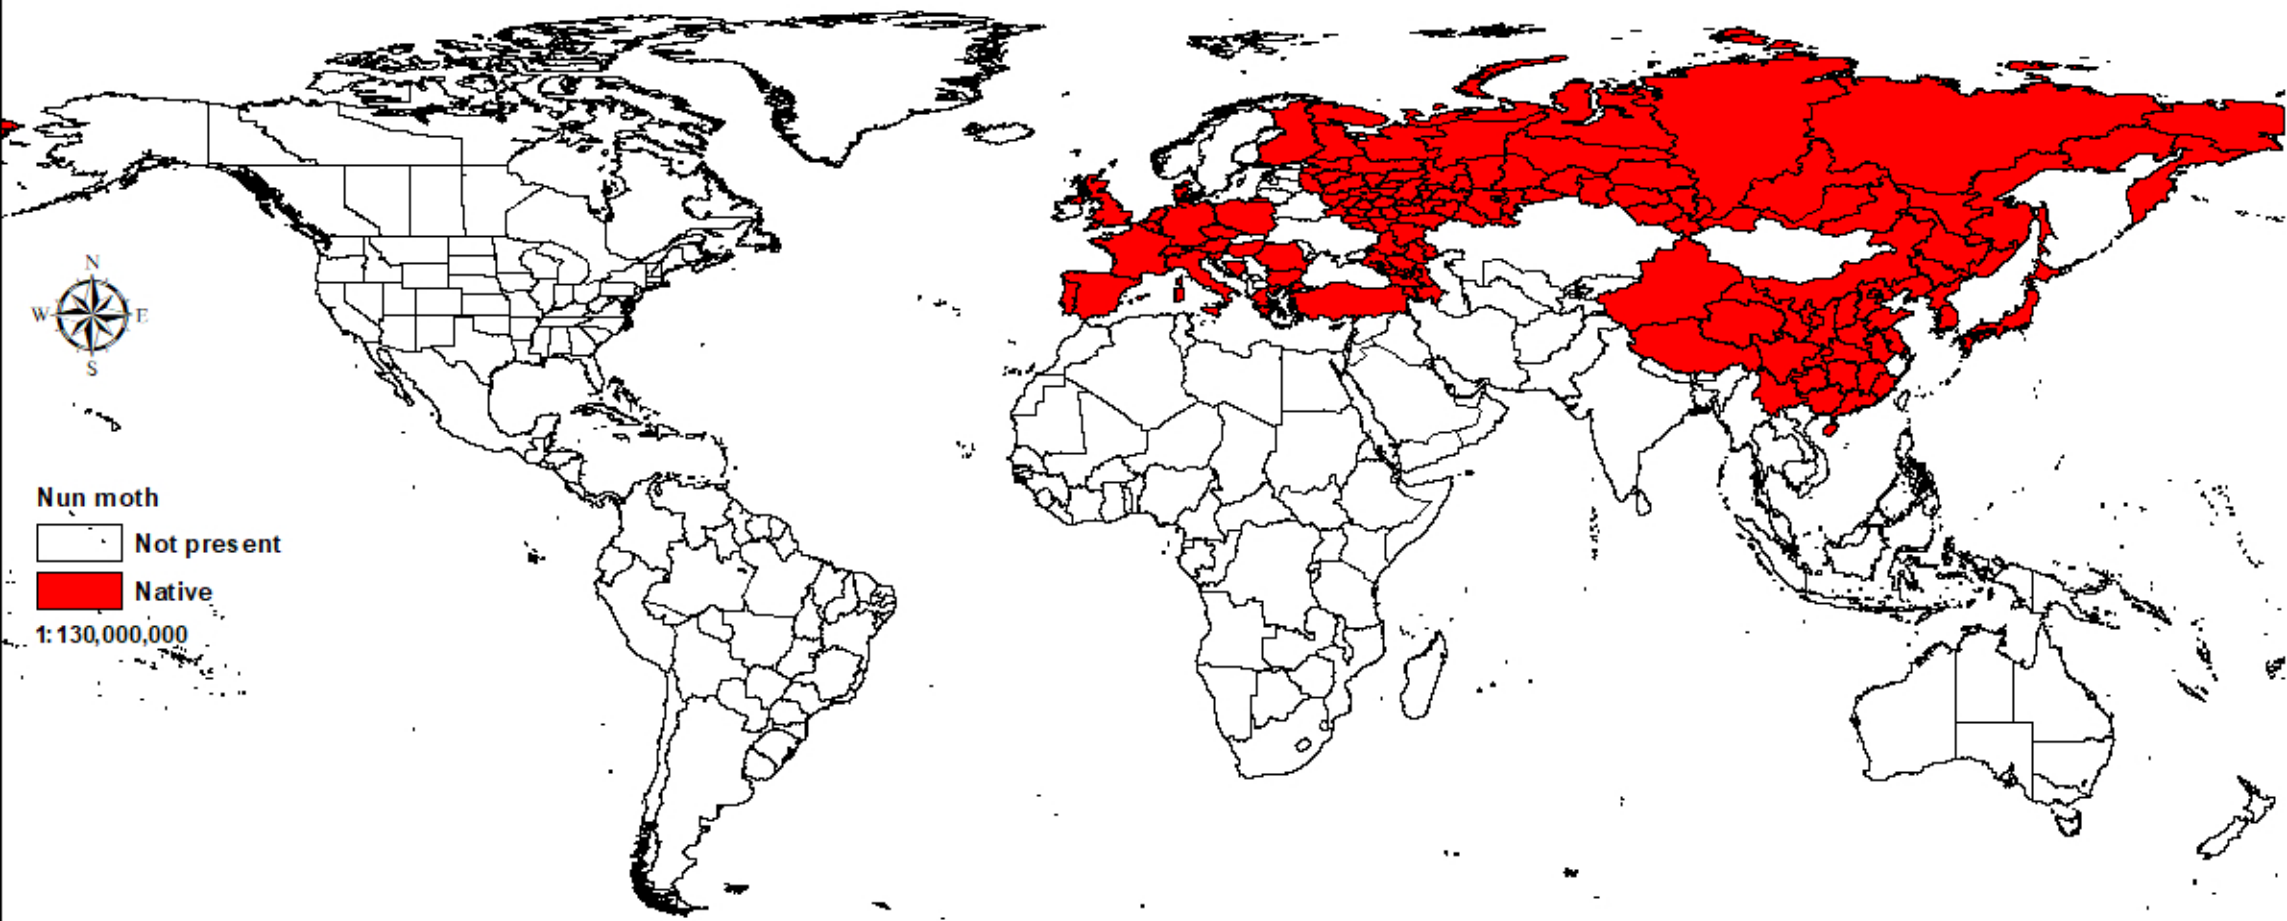 N
W E
S
Nun moth
Not present
Native
1:130,000,000